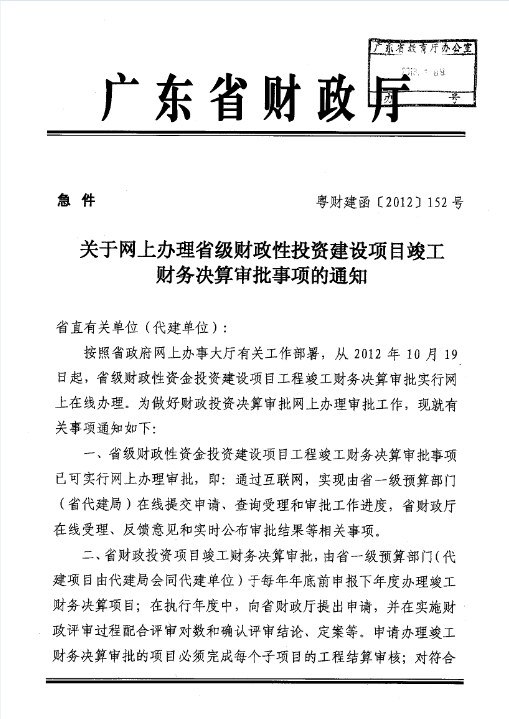 广东省教育厅办公室
办 号
广东省财政厅
急件
粤财建函〔2012〕152号
关于网上办理省级财政性投资建设项目竣工
财务决算审批事项的通知
省直有关单位（代建单位）：
按照省政府网上办事大厅有关工作部署，从 2012 年 10 月 19
日起，省级财政性资金投资建设项目工程竣工财务决算审批实行网
上在线办理。为做好财政投资决算审批网上办理审批工作，现就有
关事项通知如下：
一、省级财政性资金投资建设项目工程竣工财务决算审批事项
已可实行网上办理审批，即：通过互联网，实现由省一级预算部门
（省代建局）在线提交申请、查询受理和审批工作进度，省财政厅
在线受理、反馈意见和实时公布审批结果等相关事项。
二、省财政投资项目竣工财务决算审批，由省一级预算部门（代
建项目由代建局会同代建单位）于每年年底前申报下年度办理竣工
财务决算项目；在执行年度中，向省财政厅提出申请，并在实施财
政评审过程配合评审对数和确认评审结论、定案等。申请办理竣工
财务决算审批的项目必须完成每个子项目的工程结算审核；对符合